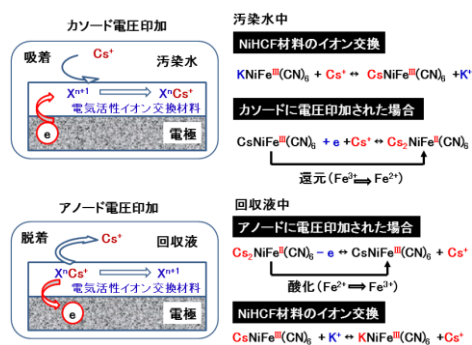 カソード電圧印加
吸着
Cs⁺
汚染水
Xⁿ⁺¹
XⁿCs⁺
電気活性イオン交換材料
e
電極
汚染水中
NiHCF材料のイオン交換
KNiFeᴵᴵᴵ(CN)₆ + Cs⁺ ↔ CsNiFeᴵᴵᴵ(CN)₆ +K⁺
カソードに電圧印加された場合
CsNiFeᴵᴵᴵ(CN)₆ + e +Cs⁺ ↔ Cs₂NiFeᴵᴵ(CN)₆
還元(Fe³⁺⟹Fe²⁺)
アノード電圧印加
脱着
Cs⁺
回収液
XⁿCs⁺
Xⁿ⁺¹
電気活性イオン交換材料
e
電極
回収液中
アノードに電圧印加された場合
Cs₂NiFeᴵᴵ(CN)₆ − e ↔ CsNiFeᴵᴵᴵ(CN)₆ + Cs⁺
酸化(Fe²⁺⟹Fe³⁺)
NiHCF材料のイオン交換
CsNiFeᴵᴵᴵ(CN)₆ + K⁺ ↔ KNiFeᴵᴵᴵ(CN)₆ +Cs⁺